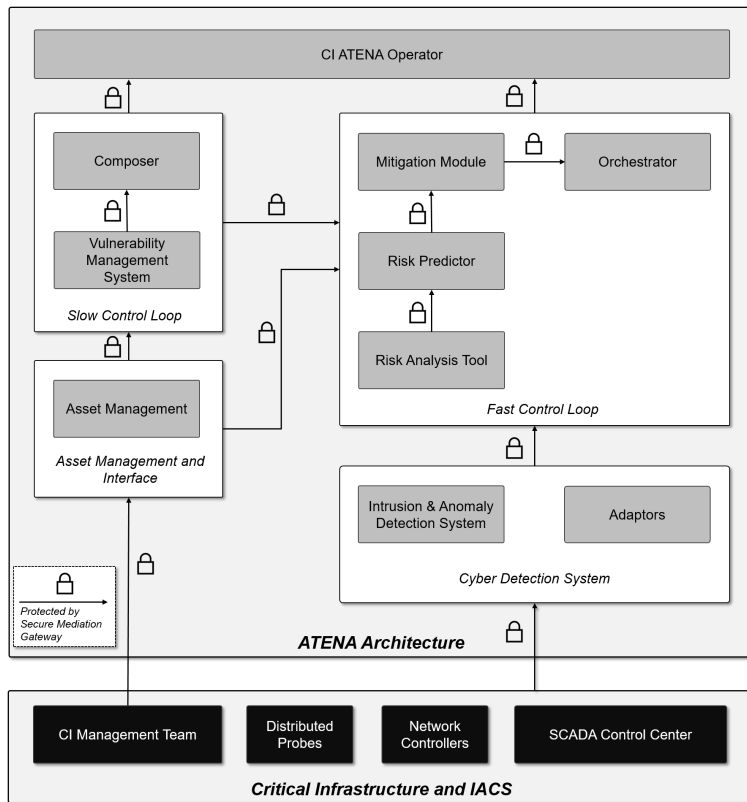 CI ATENA Operator
Composer
Vulnerability
Management
System
Slow Control Loop
Mitigation Module
Orchestrator
Risk Predictor
Risk Analysis Tool
Fast Control Loop
Asset Management
Asset Management and
Interface
Intrusion & Anomaly
Detection System
Adaptors
Cyber Detection System
Protected by
Secure Mediation
Gateway
ATENA Architecture
CI Management Team
Distributed
Probes
Network
Controllers
SCADA Control Center
Critical Infrastructure and IACS